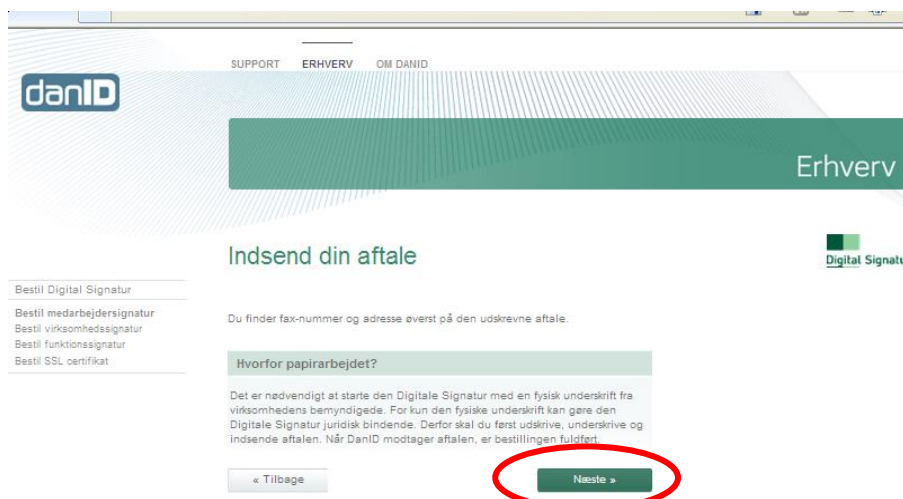 SUPPORT ERHVERV OM DANID
danID
Erhverv
Indsend din aftale
Digital Signatu
Bestil Digital Signatur
Bestil medarbejdersignatur
Bestil virksomhedssignatur
Bestil funktionssignatur
Bestil SSL certifikat
Du finder fax-nummer og adresse øverst på den udskrevne aftale.
Hvorfor papirarbejdet?
Det er nødvendigt at starte den Digitale Signatur med en fysisk underskrift fra
virksomhedens bemyndigede. For kun den fysiske underskrift kan gøre den
Digitale Signatur juridisk bindende. Derfor skal du først udskrive, underskrive og
indsende aftalen. Når DanID modtager aftalen, er bestillingen fuldført.
« Tilbage
Næste »